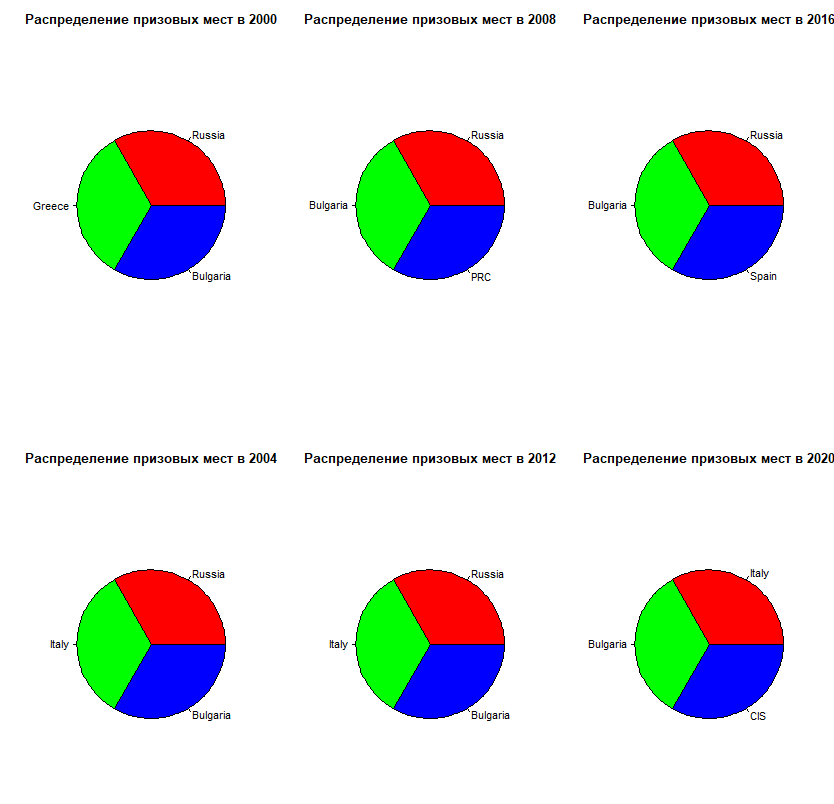 Распределение призовых мест в 2000
Распределение призовых мест в 2008
Распределение призовых мест в 2016
Russia
Greece
Bulgaria
Russia
Bulgaria
PRC
Russia
Bulgaria
Spain
Распределение призовых мест в 2004
Распределение призовых мест в 2012
Распределение призовых мест в 2020
Russia
Italy
Bulgaria
Russia
Italy
Bulgaria
Italy
Bulgaria
CIS